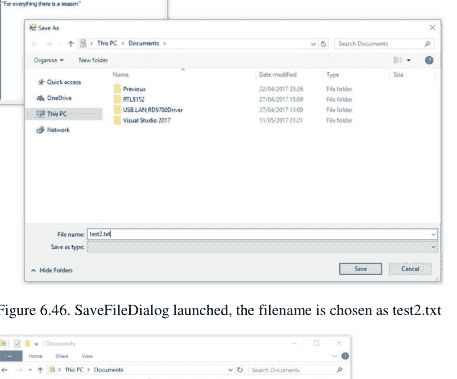 "For everything there is a season"
Save As
This PC > Documents >
Search Documents
Organise
New folder
Name Date modified Type Size
Quick access
OneDrive
This PC
Network
Previous 22/04/2017 23:26 File folder
RTL8152 27/04/2017 15:09 File folder
USB.LAN,RD9700Driver 27/04/2017 15:09 File folder
Visual Studio 2017 11/05/2017 01:21 File folder
File name: test2.txt
Save as type:
Hide Folders
Save Cancel
Figure 6.46. SaveFileDialog launched, the filename is chosen as test2.txt
Documents
Home Share View
This PC > Documents
Search Documents